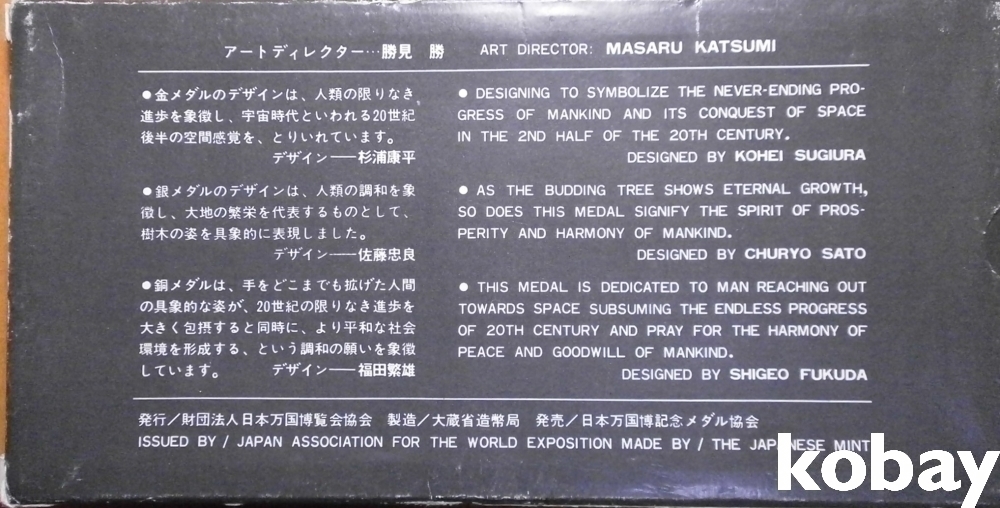 アートディレクター…勝見 勝 ART DIRECTOR: MASARU KATSUMI
●金メダルのデザインは、人類の限りなき
進歩を象徴し、宇宙時代といわれる20世紀
後半の空間感覚を、とりいれています。
デザイン──杉浦康平
● DESIGNING TO SYMBOLIZE THE NEVER-ENDING PRO-
GRESS OF MANKIND AND ITS CONQUEST OF SPACE
IN THE 2ND HALF OF THE 20TH CENTURY.
DESIGNED BY KOHEI SUGIURA
●銀メダルのデザインは、人類の調和を象
徴し、大地の繁栄を代表するものとして、
樹木の姿を具象的に表現しました。
デザイン──佐藤忠良
● AS THE BUDDING TREE SHOWS ETERNAL GROWTH,
SO DOES THIS MEDAL SIGNIFY THE SPIRIT OF PROS-
PERITY AND HARMONY OF MANKIND.
DESIGNED BY CHURYO SATO
●銅メダルは、手をどこまでも拡げた人間
の具象的な姿が、20世紀の限りなき進歩を
大きく包摂すると同時に、より平和な社会
環境を形成する、という調和の願いを象徴
しています。 デザイン──福田繁雄
● THIS MEDAL IS DEDICATED TO MAN REACHING OUT
TOWARDS SPACE SUBSUMING THE ENDLESS PROGRESS
OF 20TH CENTURY AND PRAY FOR THE HARMONY OF
PEACE AND GOODWILL OF MANKIND.
DESIGNED BY SHIGEO FUKUDA
発行／財団法人日本万国博覧会協会 製造／大蔵省造幣局 発売／日本万国博記念メダル協会
ISSUED BY / JAPAN ASSOCIATION FOR THE WORLD EXPOSITION MADE BY / THE JAPANESE MINT
kobay